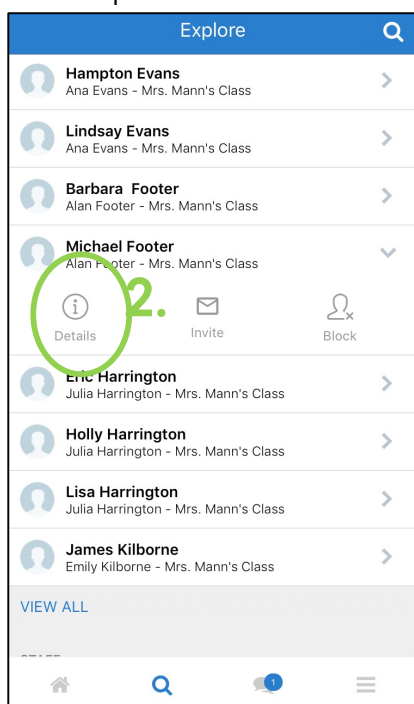 Explore
Hampton Evans
Ana Evans - Mrs. Mann's Class
Lindsay Evans
Ana Evans - Mrs. Mann's Class
Barbara Footer
Alan Footer - Mrs. Mann's Class
Michael Footer
Alan Footer - Mrs. Mann's Class
2.
Details
Invite
Block
Eric Harrington
Julia Harrington - Mrs. Mann's Class
Holly Harrington
Julia Harrington - Mrs. Mann's Class
Lisa Harrington
Julia Harrington - Mrs. Mann's Class
James Kilborne
Emily Kilborne - Mrs. Mann's Class
VIEW ALL
STAFF
1